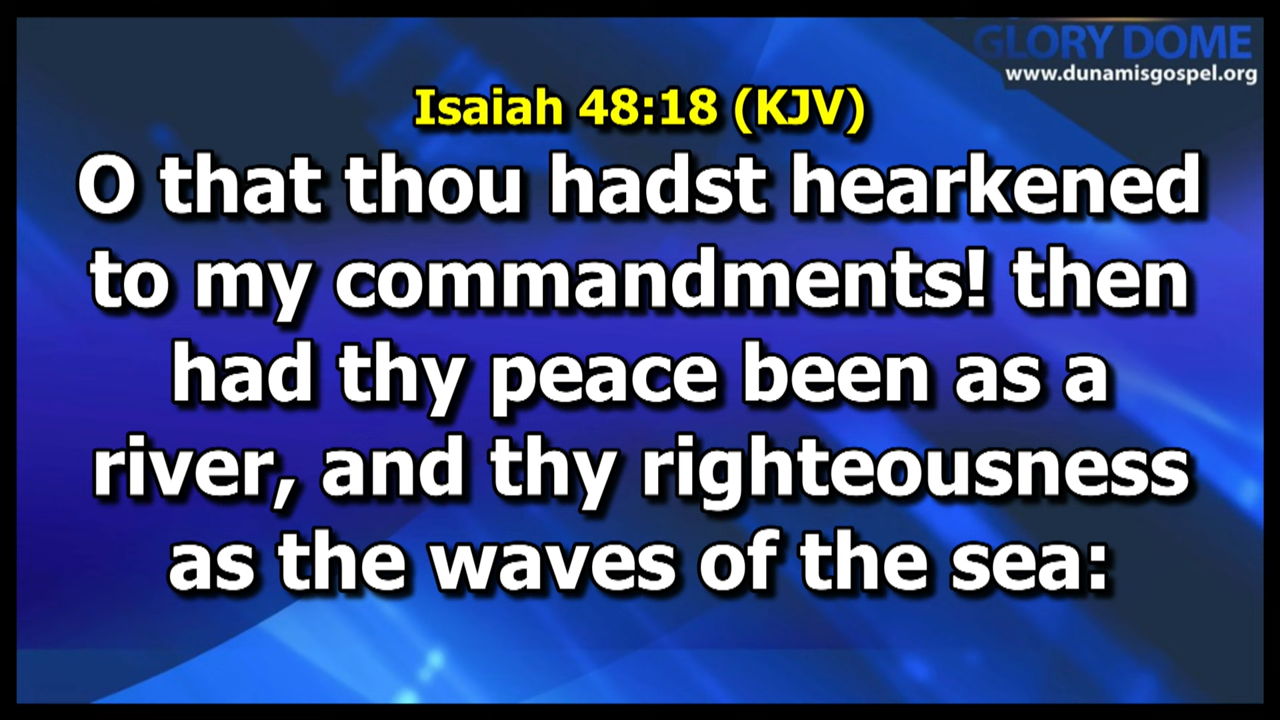 GLORY DOME
www.dunamisgospel.org
Isaiah 48:18 (KJV)
O that thou hadst hearkened
to my commandments! then
had thy peace been as a
river, and thy righteousness
as the waves of the sea: